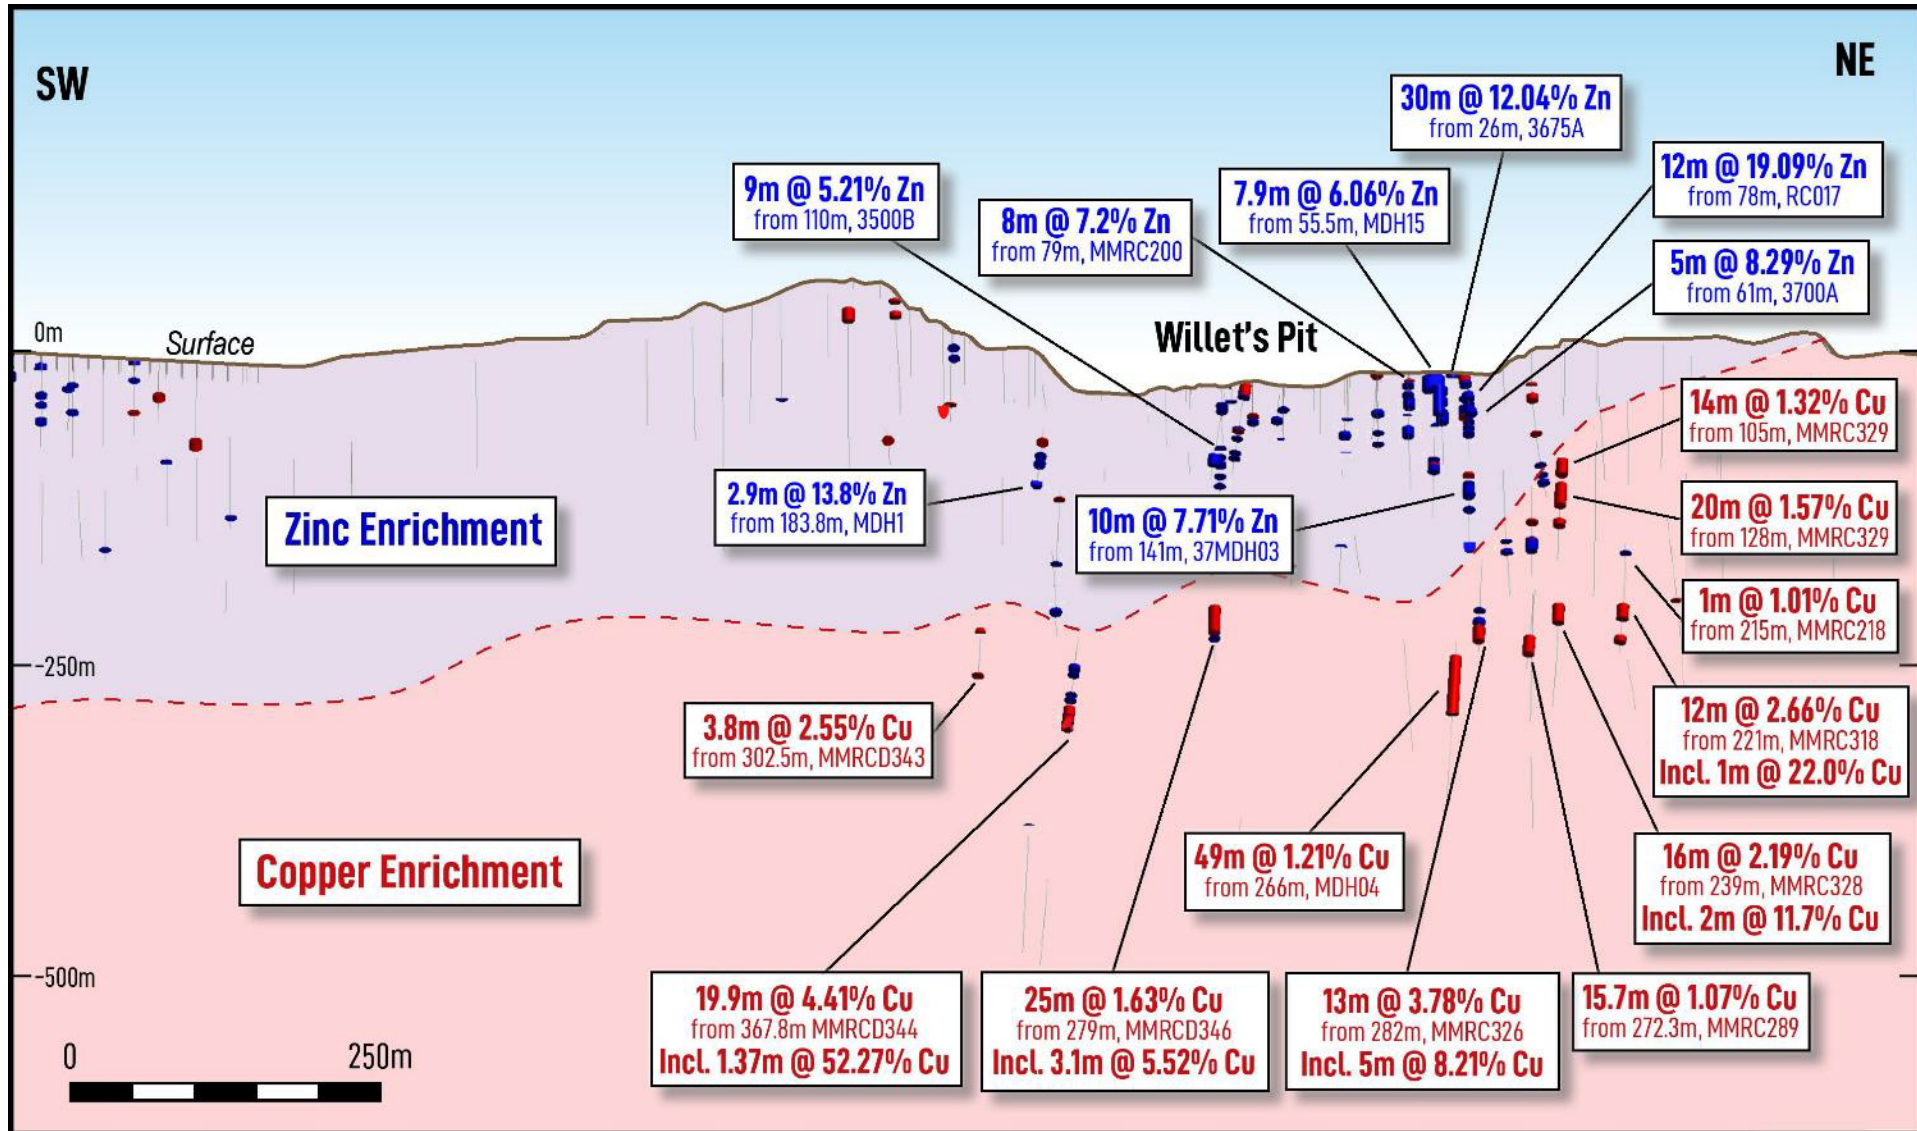 SW
NE
30m @ 12.04% Zn
from 26m, 3675A
12m @ 19.09% Zn
from 78m, RC017
9m @ 5.21% Zn
from 110m, 3500B
7.9m @ 6.06% Zn
from 55.5m, MDH15
8m @ 7.2% Zn
from 79m, MMRC200
5m @ 8.29% Zn
from 61m, 3700A
0m
Surface
Willet's Pit
14m @ 1.32% Cu
from 105m, MMRC329
2.9m @ 13.8% Zn
from 183.8m, MDH1
Zinc Enrichment
10m @ 7.71% Zn
from 141m, 37MDH03
20m @ 1.57% Cu
from 128m, MMRC329
1m @ 1.01% Cu
from 215m, MMRC218
-250m
3.8m @ 2.55% Cu
from 302.5m, MMRCD343
12m @ 2.66% Cu
from 221m, MMRC318
Incl. 1m @ 22.0% Cu
Copper Enrichment
49m @ 1.21% Cu
from 266m, MDH04
16m @ 2.19% Cu
from 239m, MMRC328
Incl. 2m @ 11.7% Cu
-500m
19.9m @ 4.41% Cu
from 367.8m MMRCD344
Incl. 1.37m @ 52.27% Cu
25m @ 1.63% Cu
from 279m, MMRCD346
Incl. 3.1m @ 5.52% Cu
13m @ 3.78% Cu
from 282m, MMRC326
Incl. 5m @ 8.21% Cu
15.7m @ 1.07% Cu
from 272.3m, MMRC289
0
250m